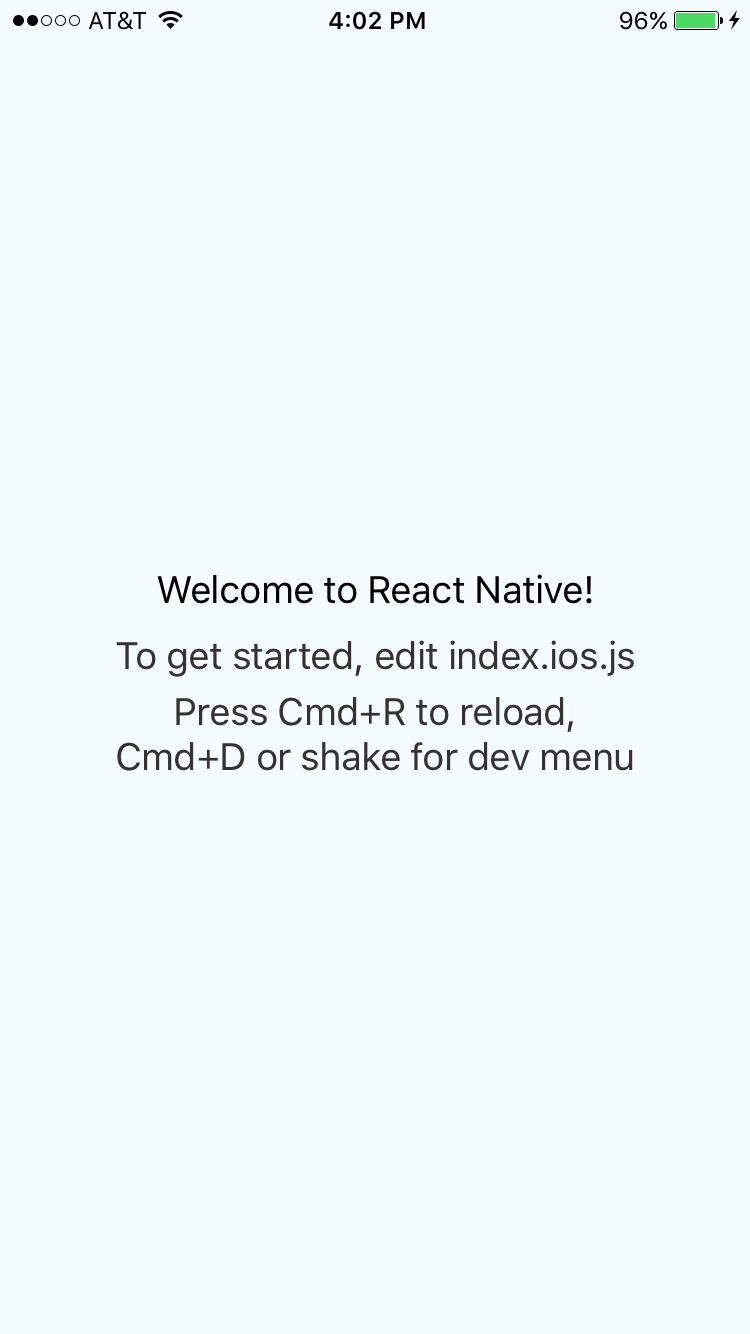 AT&T 4:02 PM 96%
Welcome to React Native!
To get started, edit index.ios.js
Press Cmd+R to reload,
Cmd+D or shake for dev menu